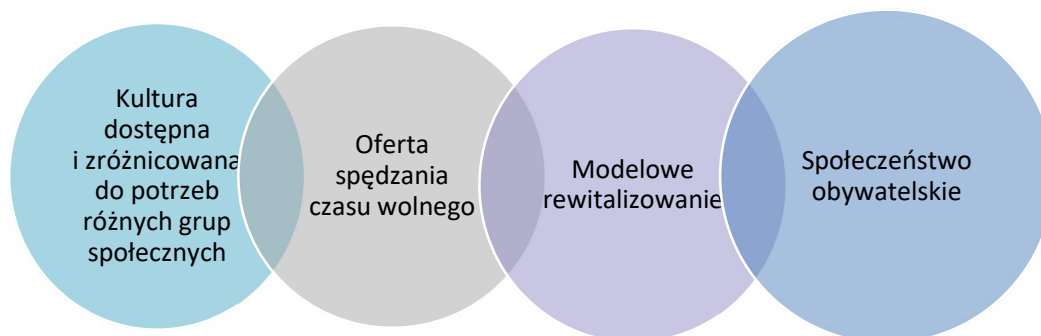 Kultura
dostępna
i zróżnicowana
do potrzeb
różnych grup
społecznych
Oferta
spędzania
czasu wolnego
Modelowe
rewitalizowanie
Społeczeństwo
obywatelskie